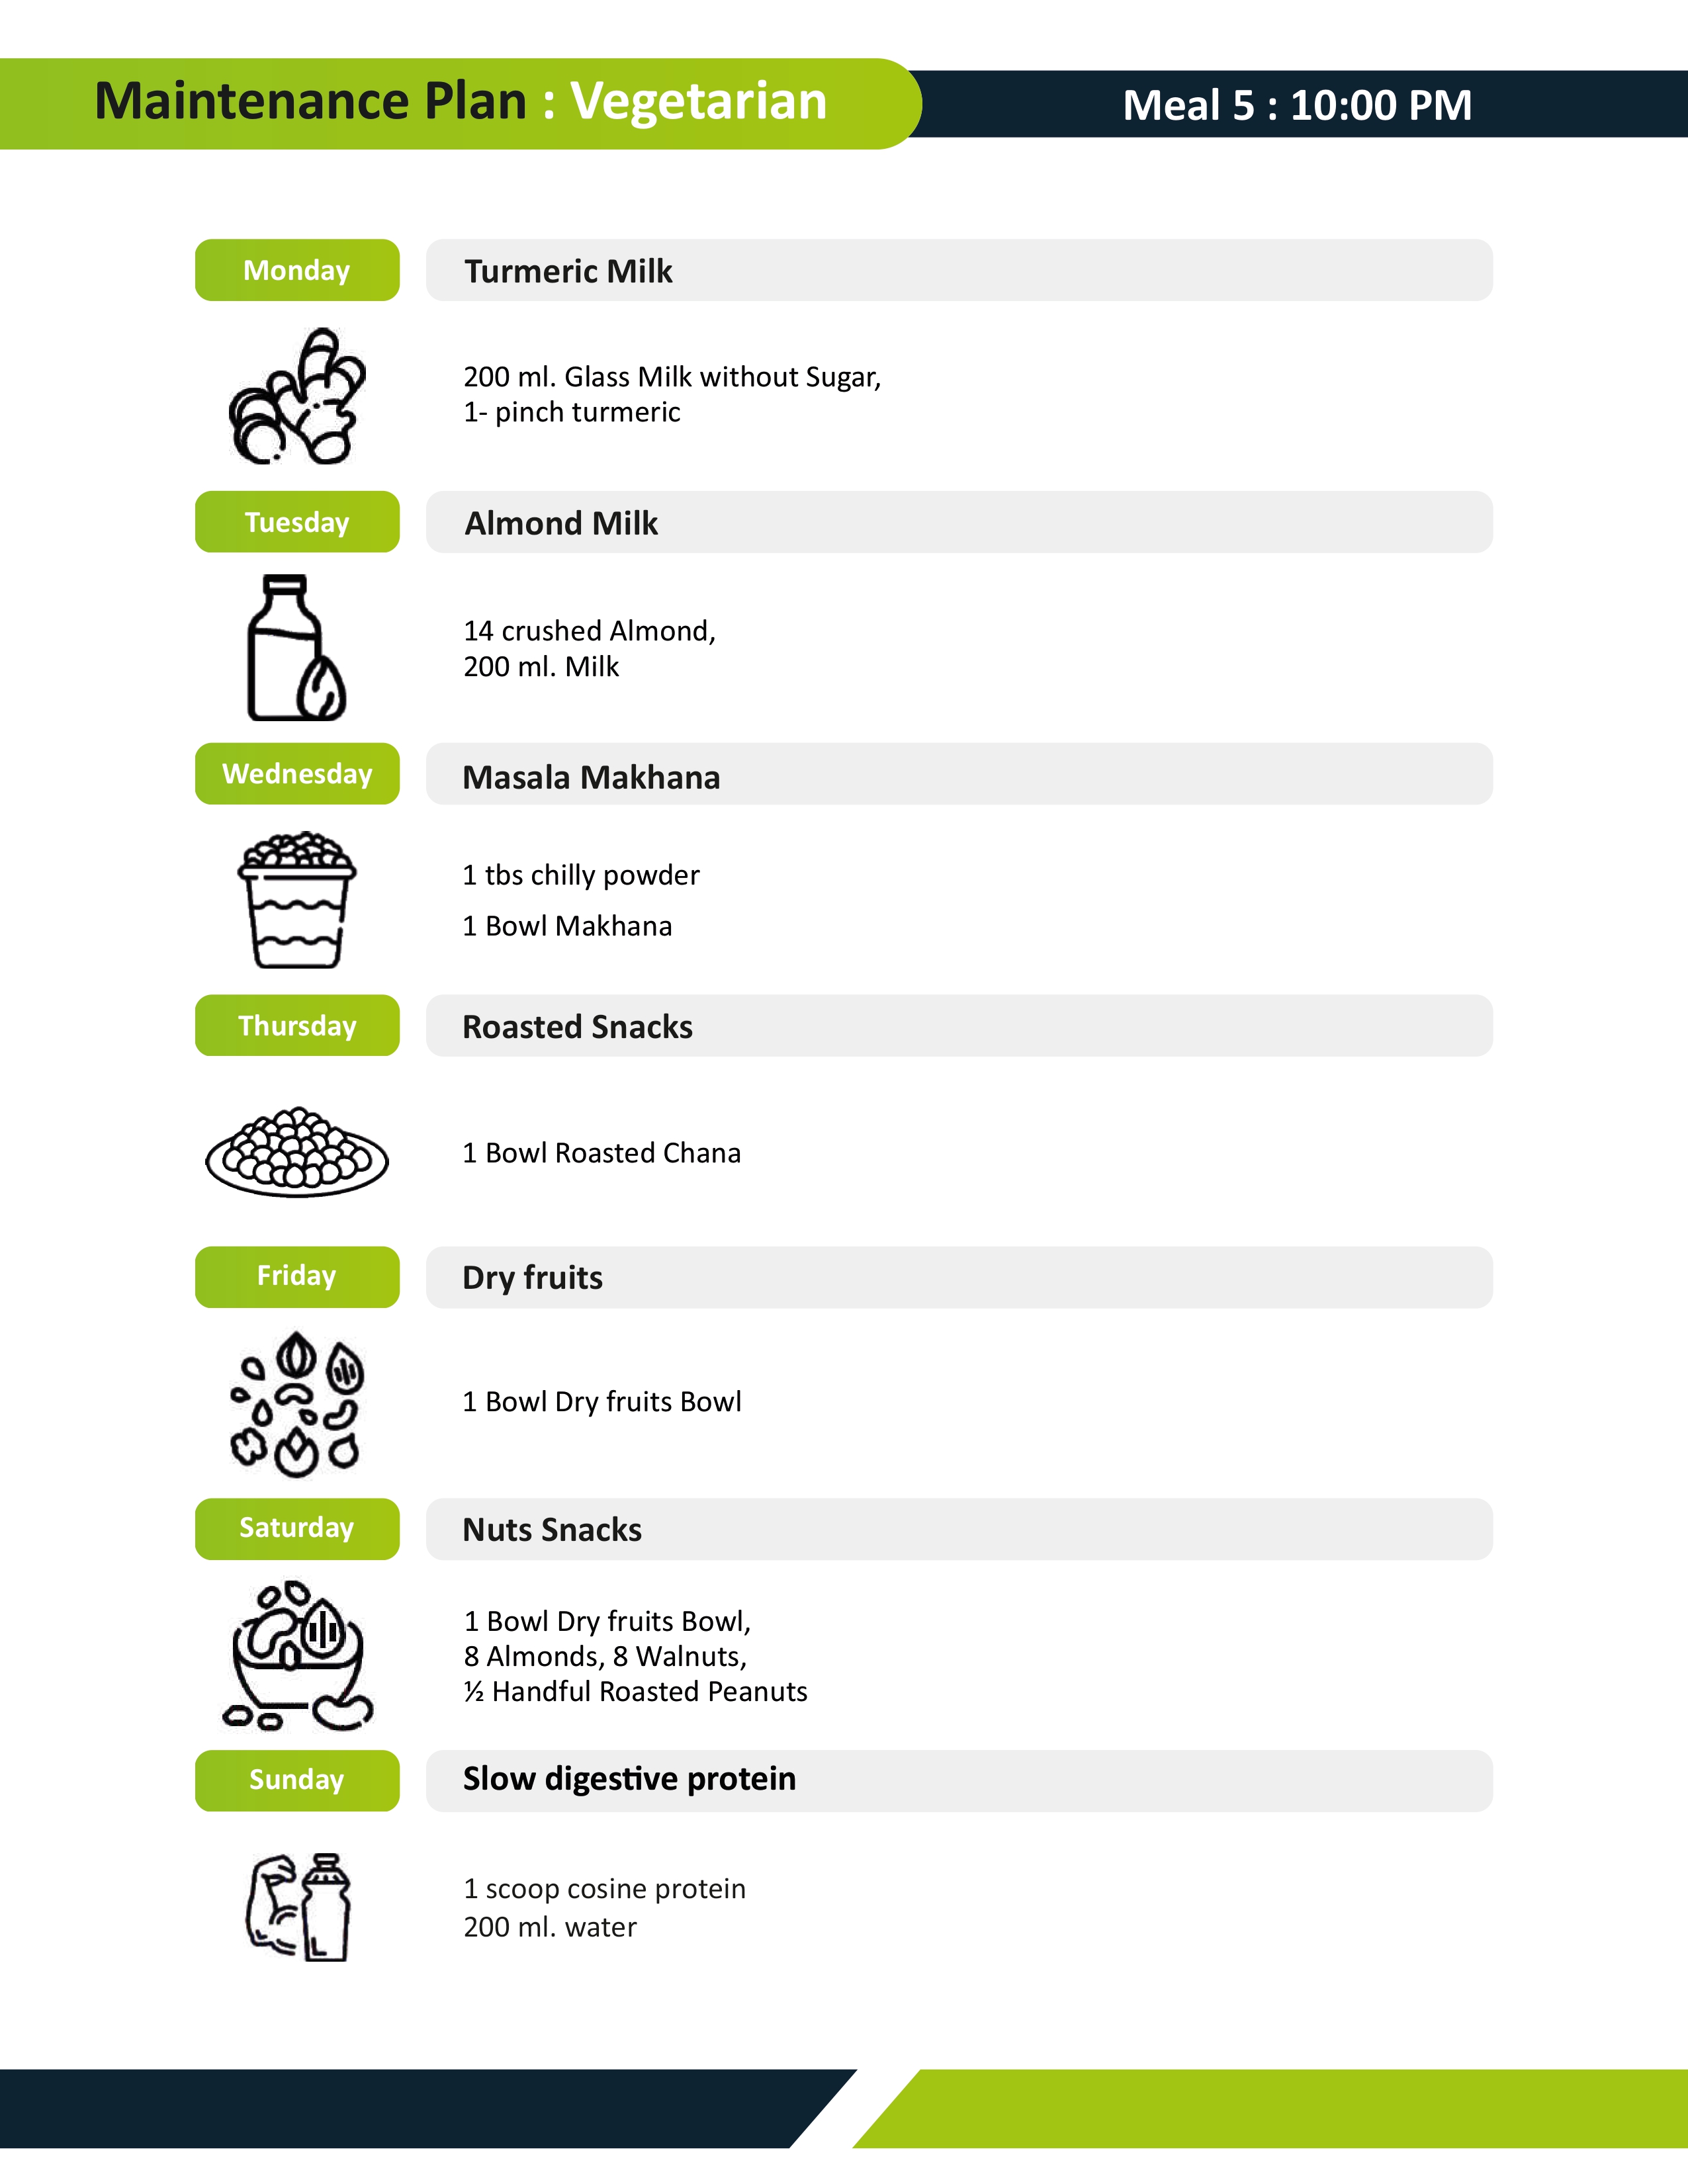 Maintenance Plan : Vegetarian
Meal 5 : 10:00 PM
Monday
Turmeric Milk
200 ml. Glass Milk without Sugar,
1- pinch turmeric
Tuesday
Almond Milk
14 crushed Almond,
200 ml. Milk
Wednesday
Masala Makhana
1 tbs chilly powder
1 Bowl Makhana
Thursday
Roasted Snacks
1 Bowl Roasted Chana
Friday
Dry fruits
1 Bowl Dry fruits Bowl
Saturday
Nuts Snacks
1 Bowl Dry fruits Bowl,
8 Almonds, 8 Walnuts,
½ Handful Roasted Peanuts
Sunday
Slow digestive protein
1 scoop cosine protein
200 ml. water